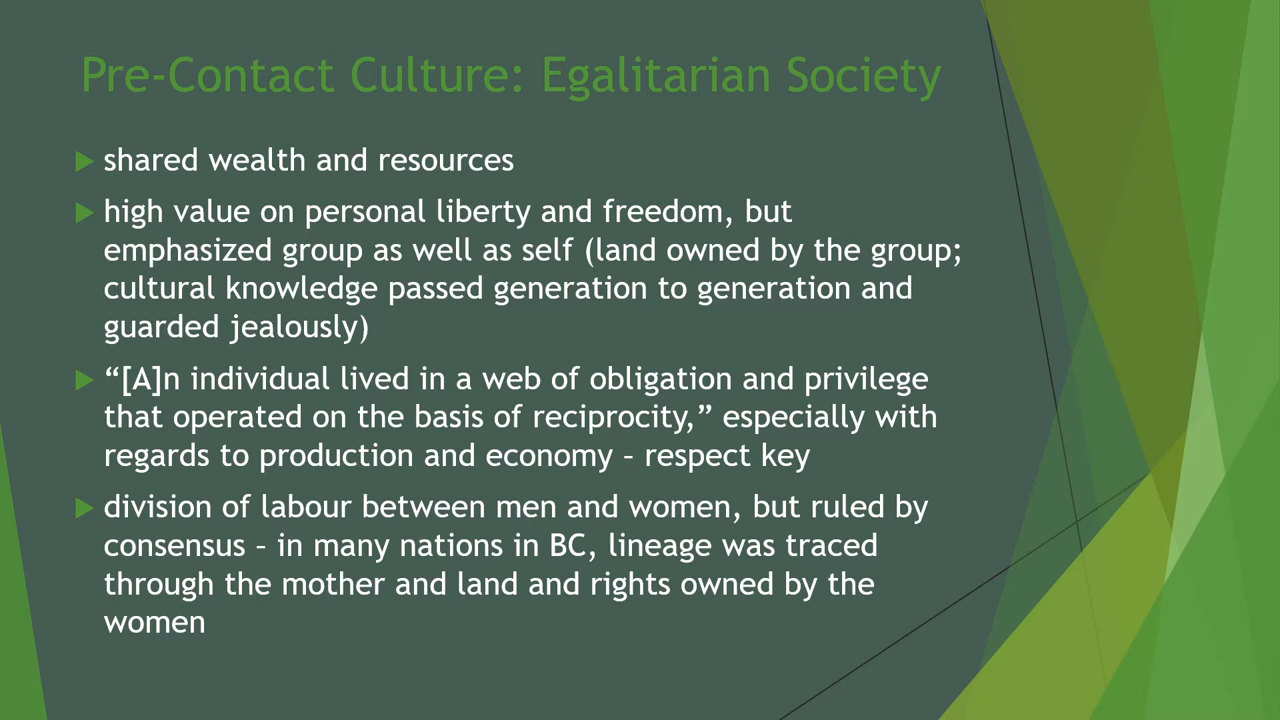 Pre-Contact Culture: Egalitarian Society
shared wealth and resources
high value on personal liberty and freedom, but
emphasized group as well as self (land owned by the group;
cultural knowledge passed generation to generation and
guarded jealously)
“[A]n individual lived in a web of obligation and privilege
that operated on the basis of reciprocity,” especially with
regards to production and economy – respect key
division of labour between men and women, but ruled by
consensus – in many nations in BC, lineage was traced
through the mother and land and rights owned by the
women